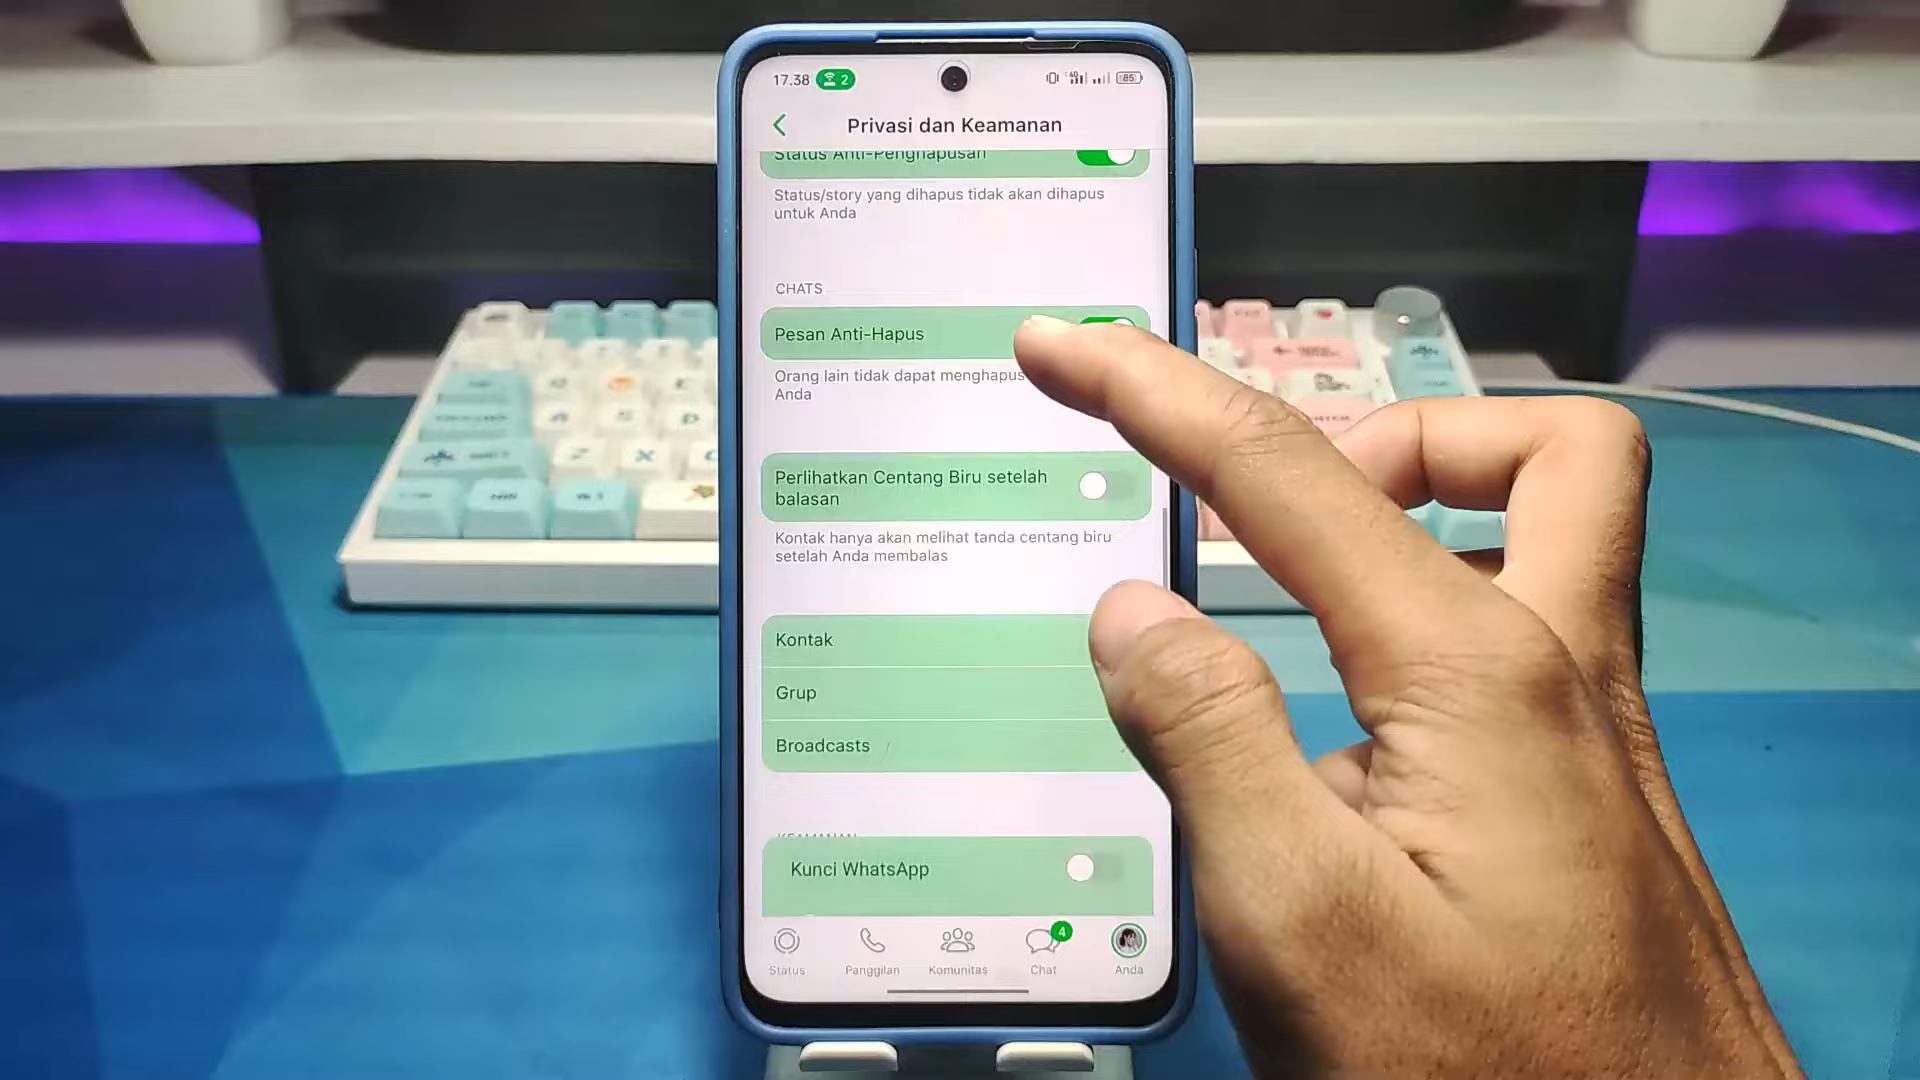 17.38 2
85
Privasi dan Keamanan
Status Anti-Penghapusan
Status/story yang dihapus tidak akan dihapus
untuk Anda
CHATS
Pesan Anti-Hapus
Orang lain tidak dapat menghapus
Anda
Perlihatkan Centang Biru setelah
balasan
Kontak hanya akan melihat tanda centang biru
setelah Anda membalas
Kontak
Grup
Broadcasts
KEAMANAN
Kunci WhatsApp
4
Status Panggilan Komunitas Chat Anda
A S D
Z X C